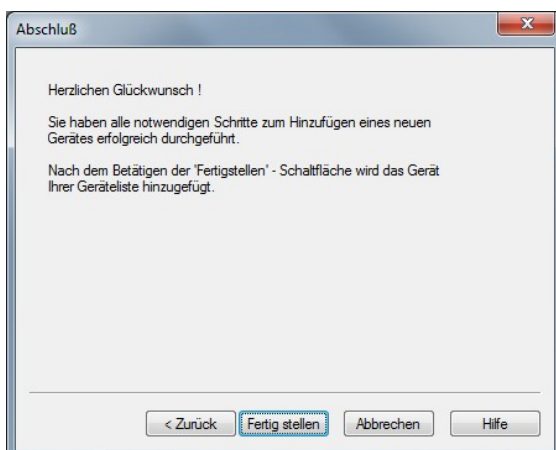 Abschluß
Herzlichen Glückwunsch !
Sie haben alle notwendigen Schritte zum Hinzufügen eines neuen
Gerätes erfolgreich durchgeführt.
Nach dem Betätigen der 'Fertigstellen' - Schaltfläche wird das Gerät
Ihrer Geräteliste hinzugefügt.
< Zurück
Fertig stellen
Abbrechen
Hilfe